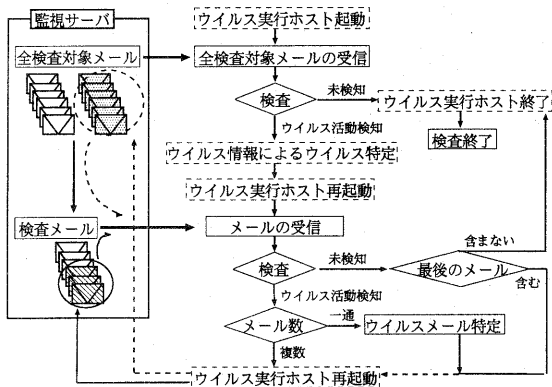 監視サーバ
全検査対象メール
検査メール
ウイルス実行ホスト起動
全検査対象メールの受信
検査
未検知
ウイルス実行ホスト終了
検査終了
ウイルス活動検知
ウイルス情報によるウイルス特定
ウイルス実行ホスト再起動
メールの受信
検査
未検知
最後のメール
含まない
含む
ウイルス活動検知
メール数
一通
ウイルスメール特定
複数
ウイルス実行ホスト再起動